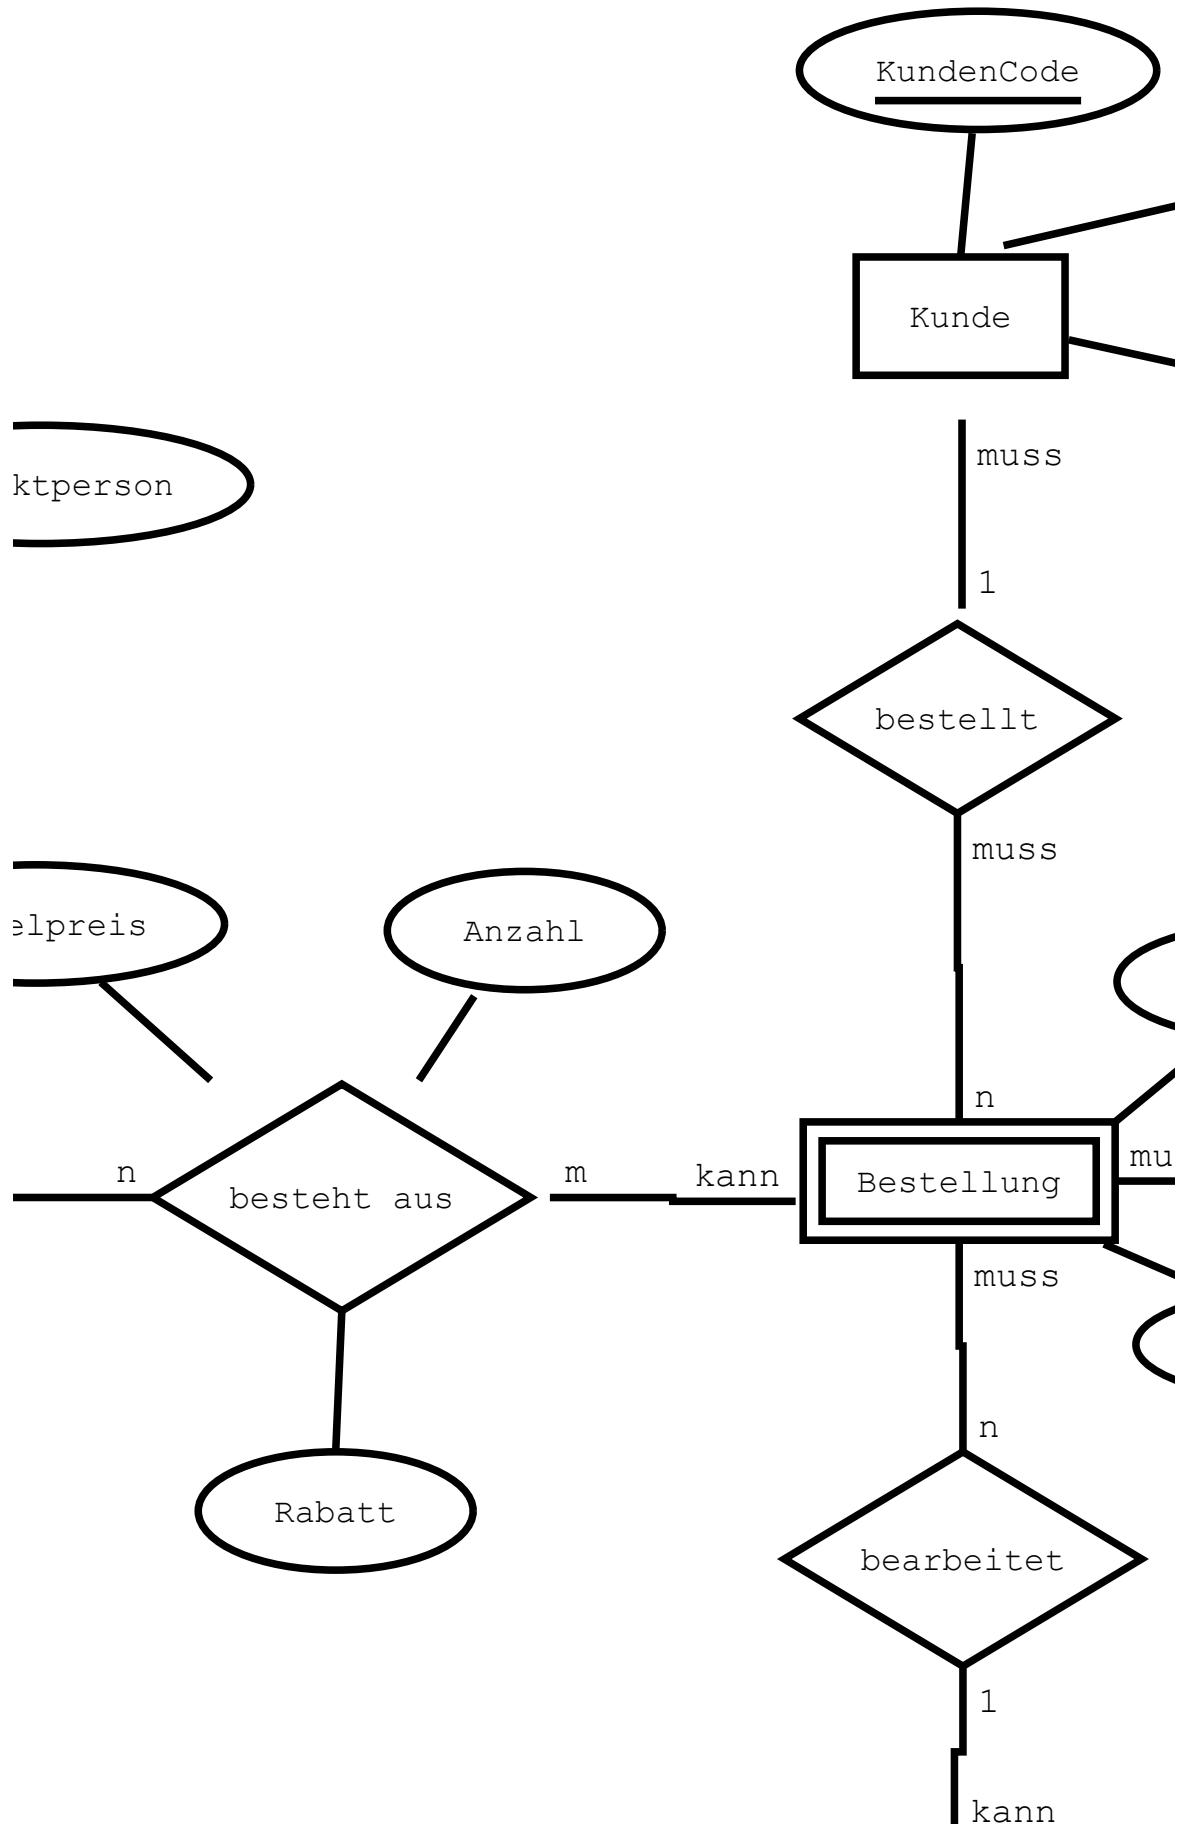 KundenCode
Kunde
muss
ktperson
1
bestellt
muss
elpreis
Anzahl
n
n
m
kann
mu
besteht aus
Bestellung
muss
n
Rabatt
bearbeitet
1
kann